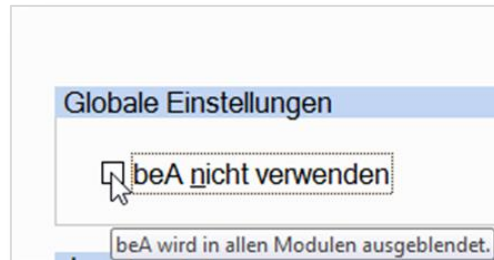 Globale Einstellungen
beA nicht verwenden
beA wird in allen Modulen ausgeblendet.